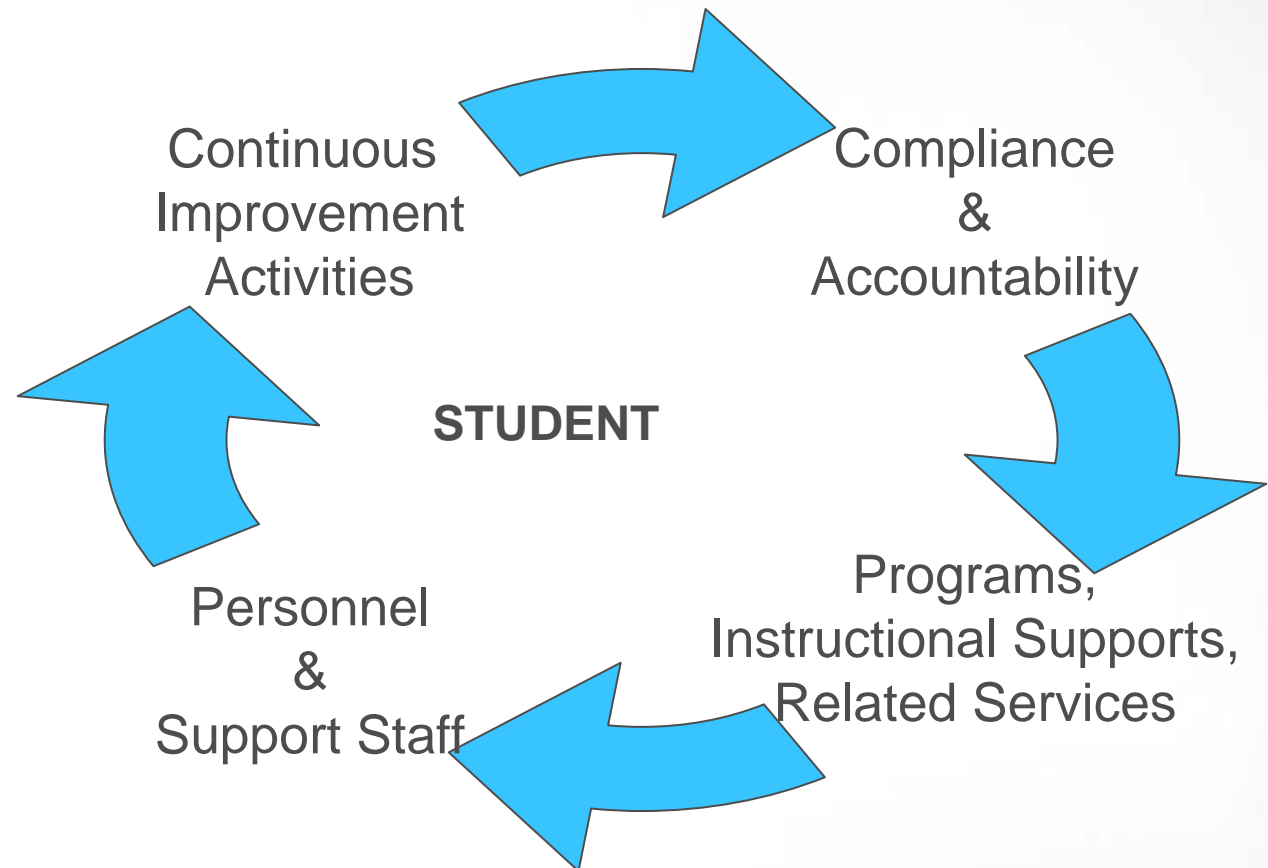 Continuous
Improvement
Activities
Compliance
&
Accountability
STUDENT
Personnel
&
Support Staff
Programs,
Instructional Supports,
Related Services